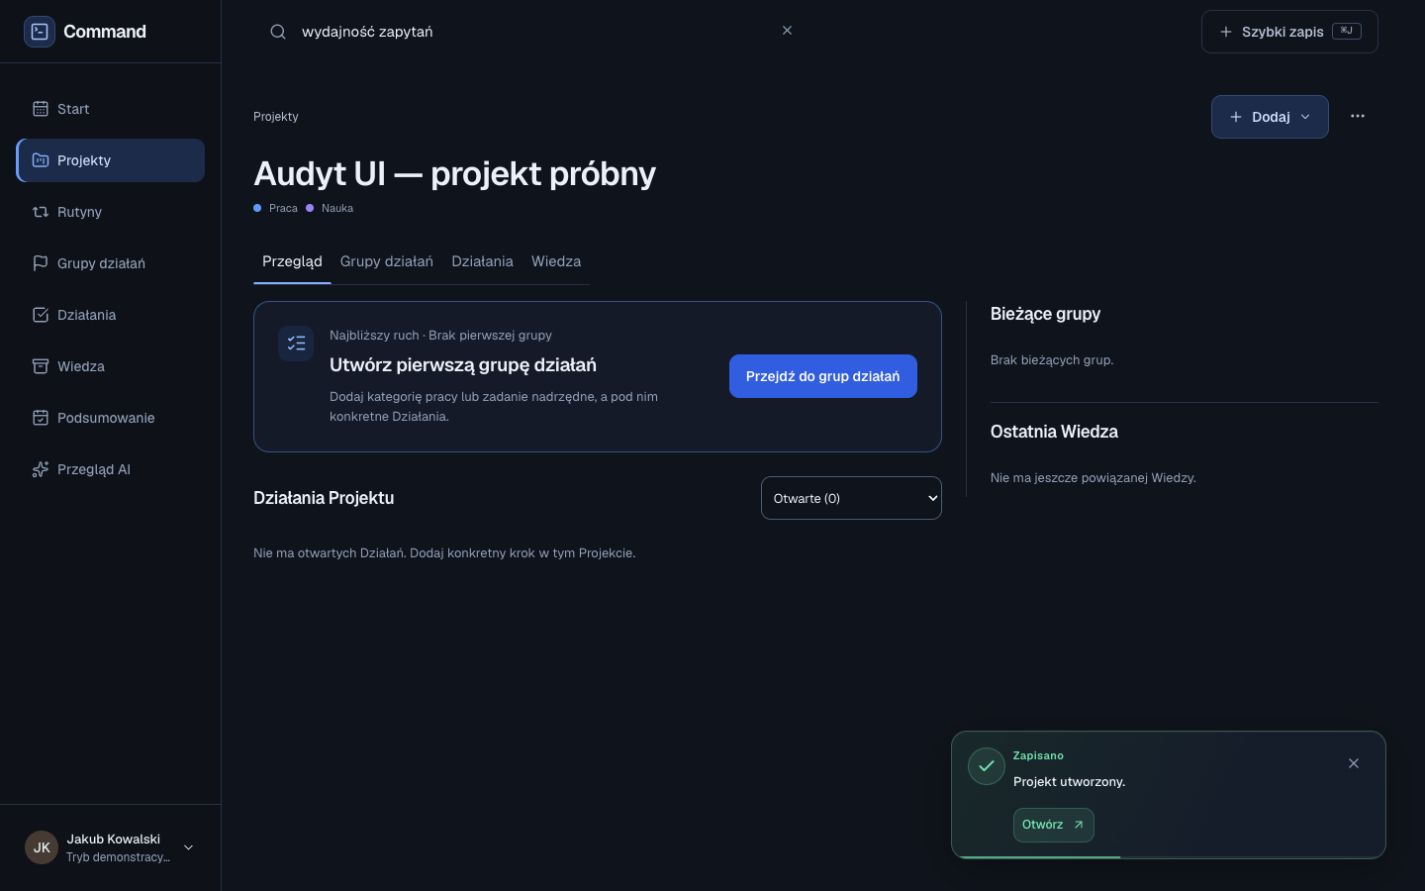 Command
wydajność zapytań
Szybki zapis ⌘J
Start
Projekty
Rutyny
Grupy działań
Działania
Wiedza
Podsumowanie
Przegląd AI
Projekty
Dodaj
Audyt UI — projekt próbny
Praca Nauka
Przegląd Grupy działań Działania Wiedza
Najbliższy ruch · Brak pierwszej grupy
Utwórz pierwszą grupę działań
Dodaj kategorię pracy lub zadanie nadrzędne, a pod nim
konkretne Działania.
Przejdź do grup działań
Działania Projektu
Otwarte (0)
Nie ma otwartych Działań. Dodaj konkretny krok w tym Projekcie.
Bieżące grupy
Brak bieżących grup.
Ostatnia Wiedza
Nie ma jeszcze powiązanej Wiedzy.
Zapisano
Projekt utworzony.
Otwórz
JK
Jakub Kowalski
Tryb demonstracy...